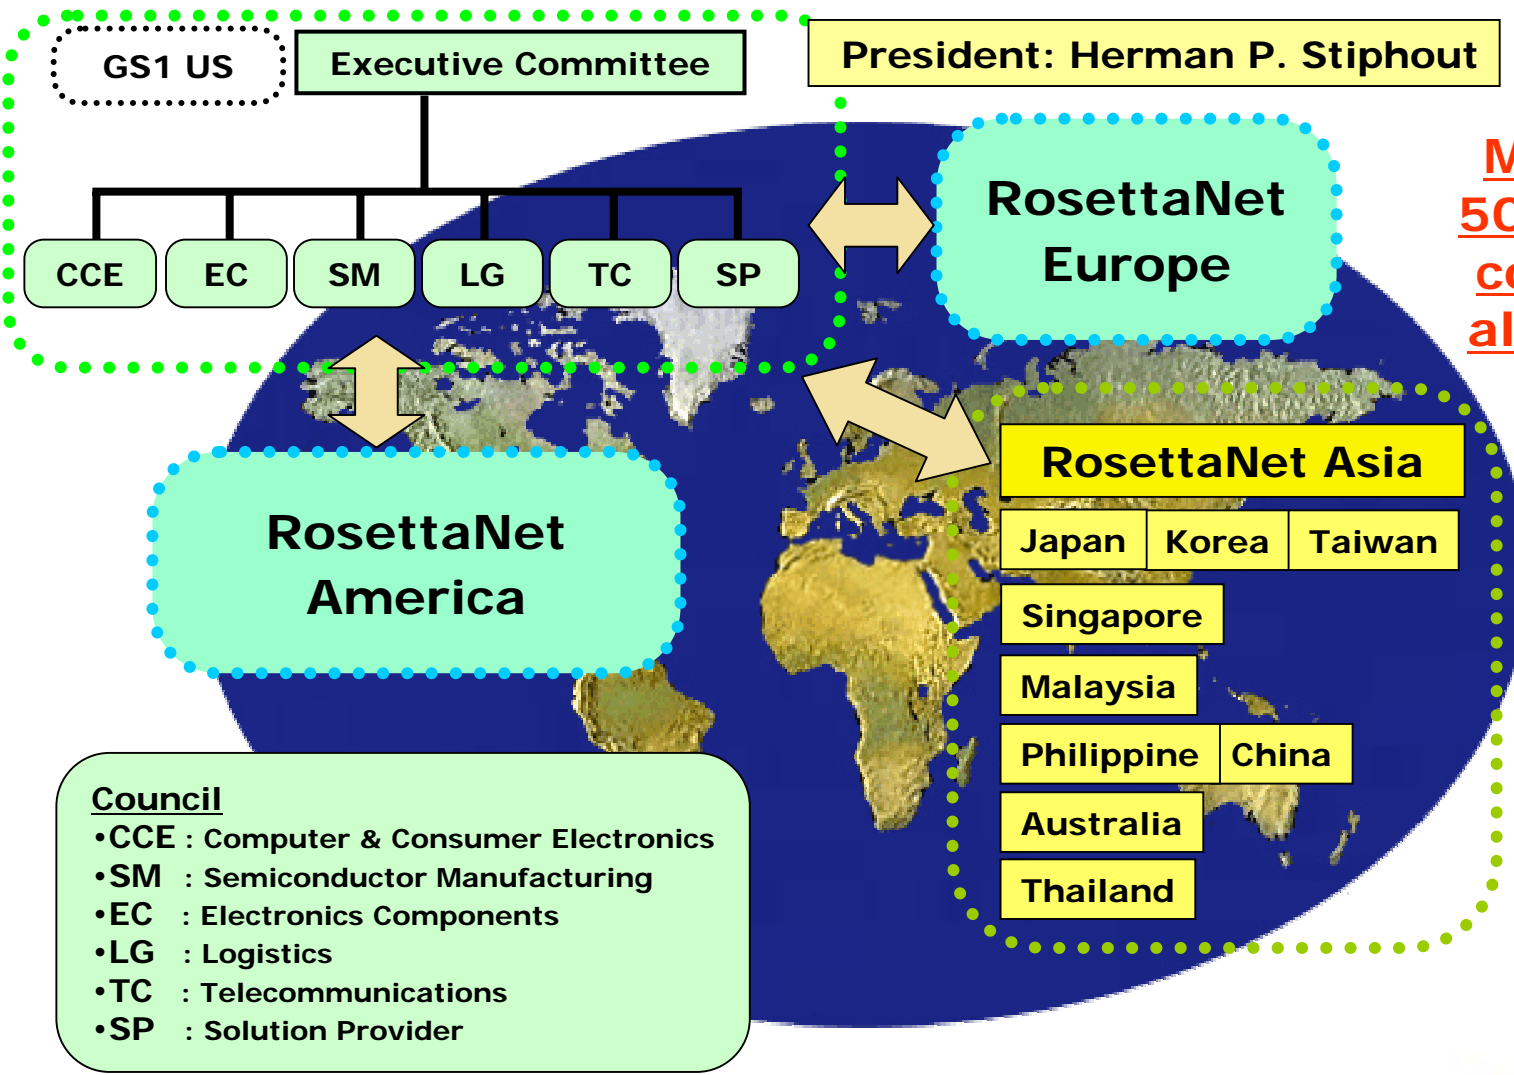 GS1 US
Executive Committee
President: Herman P. Stiphout
CCE EC SM LG TC SP
RosettaNet
Europe
RosettaNet
America
RosettaNet Asia
Japan Korea Taiwan
Singapore
Malaysia
Philippine China
Australia
Thailand
Council
•CCE : Computer & Consumer Electronics
•SM : Semiconductor Manufacturing
•EC : Electronics Components
•LG : Logistics
•TC : Telecommunications
•SP : Solution Provider